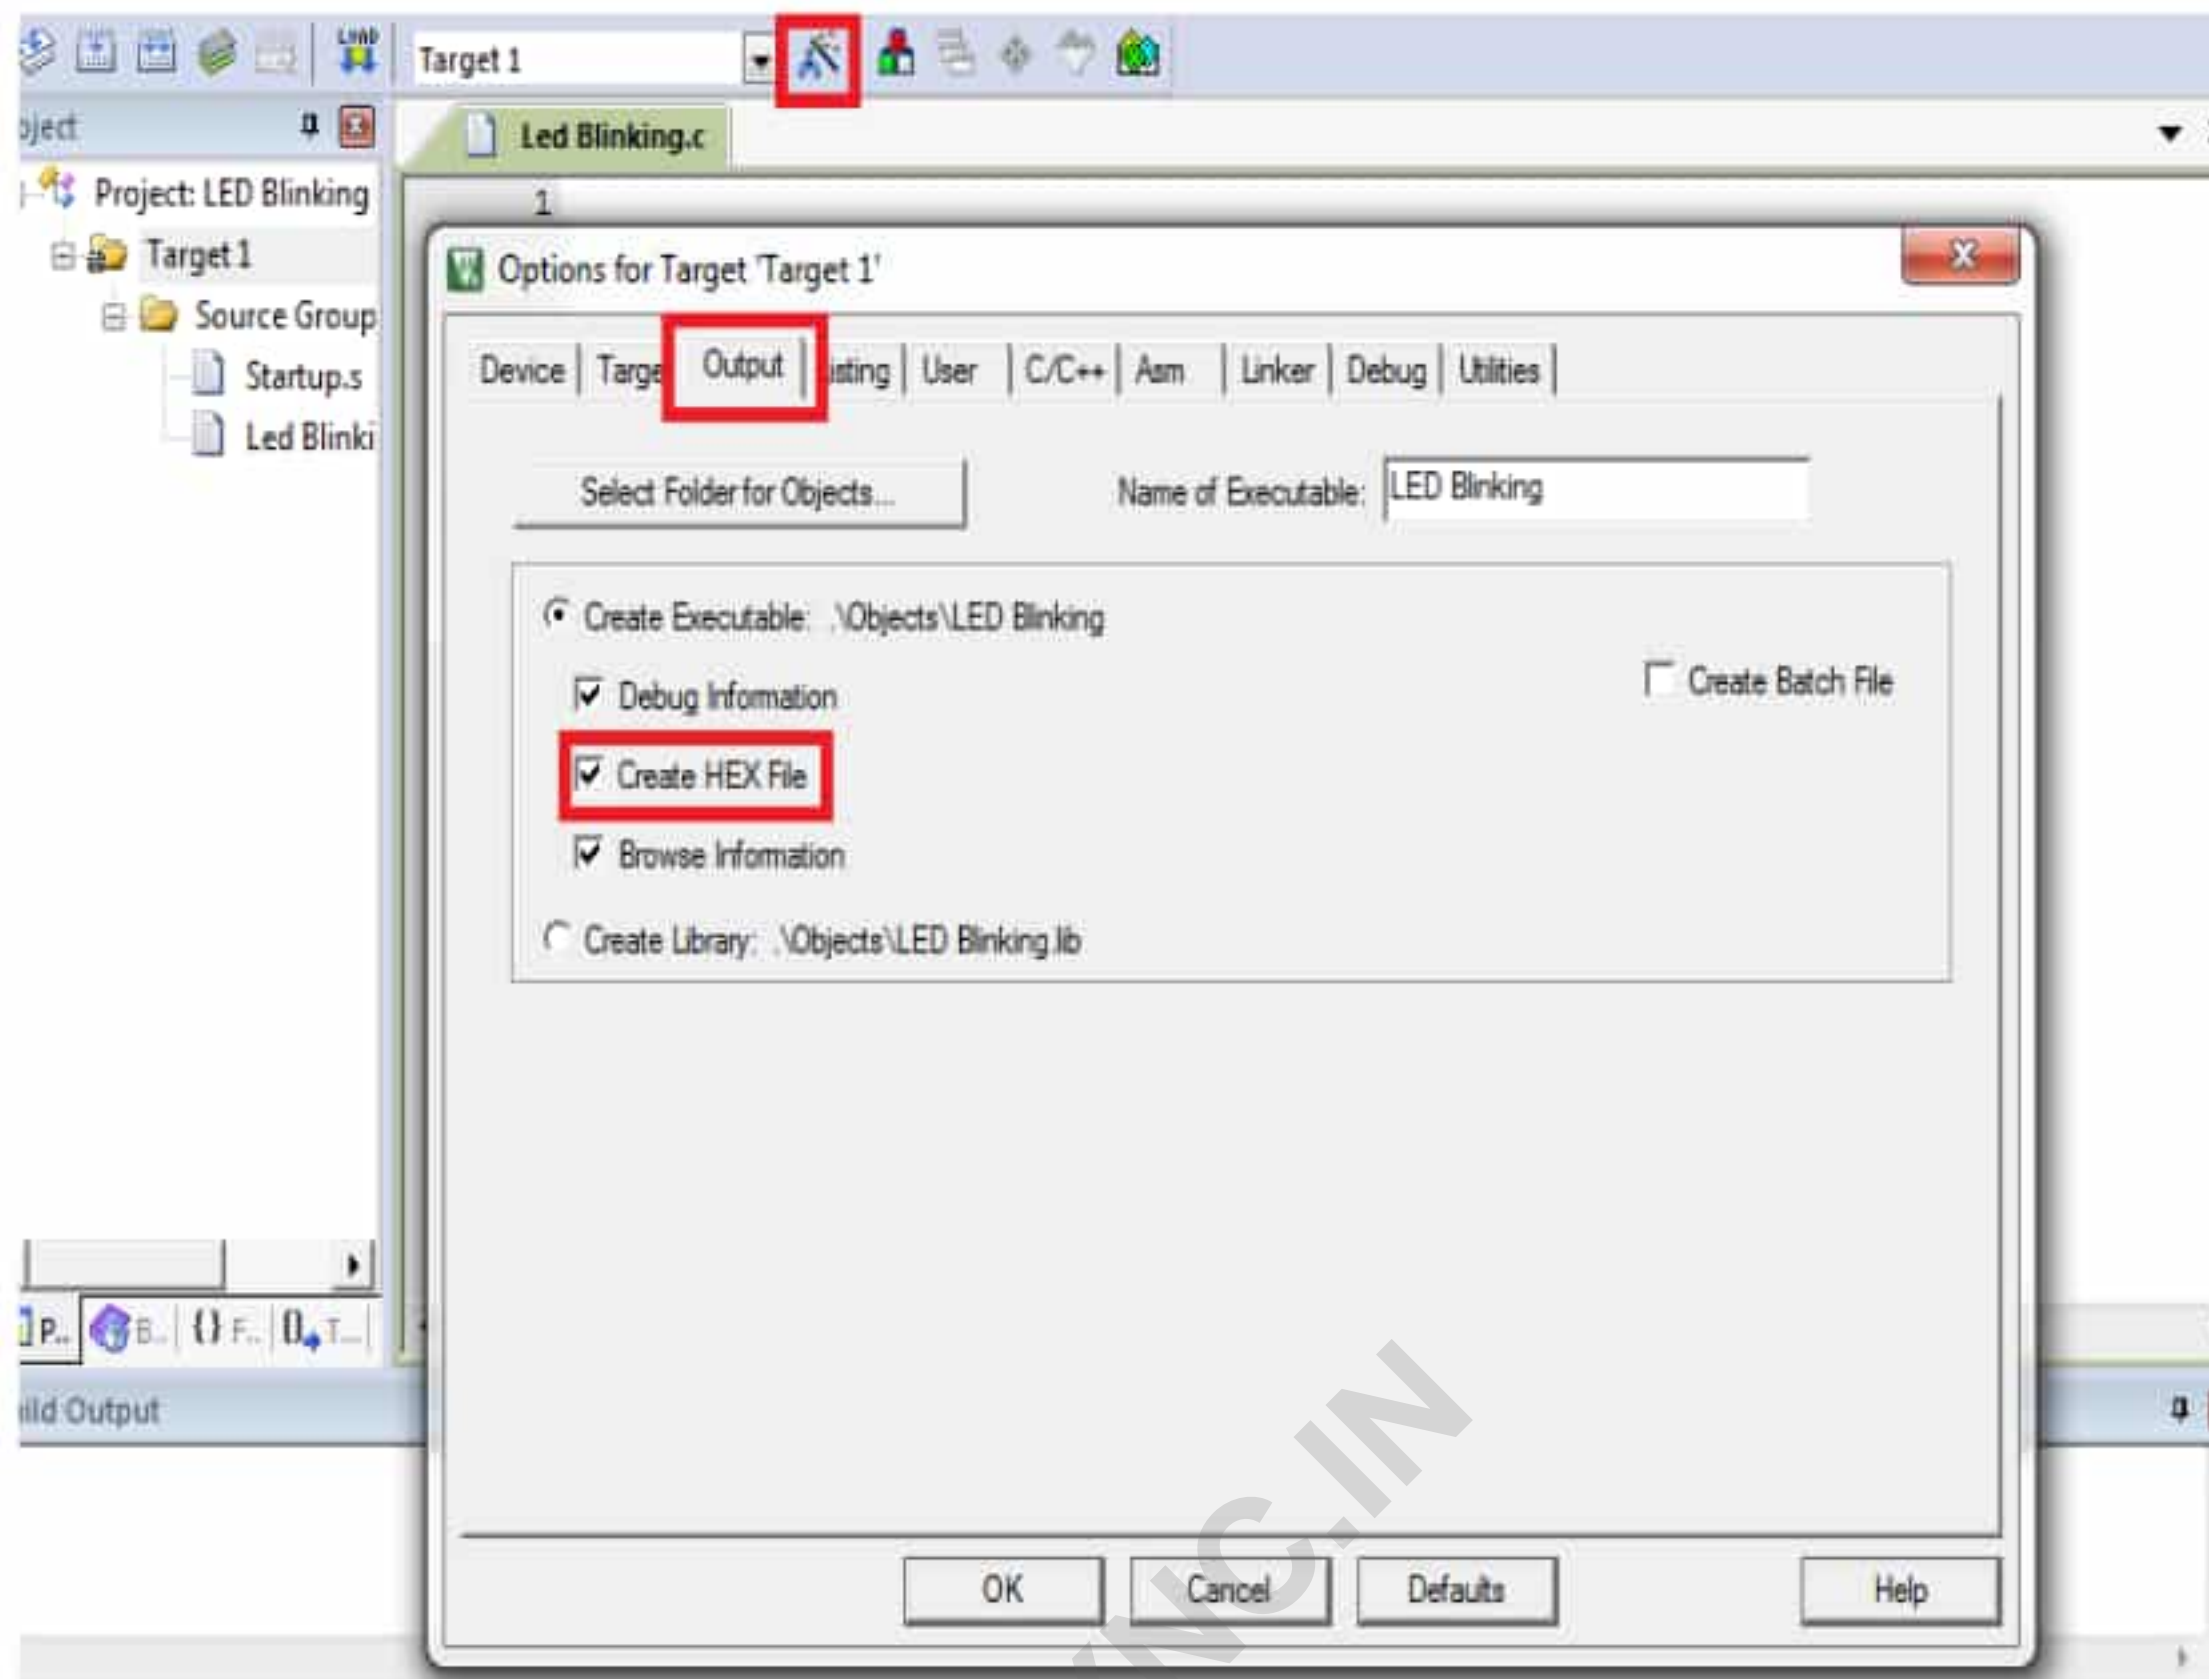 LOAD
Target 1
Led Blinking.c
Project: LED Blinking
1
Target 1
Source Group
Startup.s
Led Blinki
Options for Target 'Target 1'
Device Targe Output isting User C/C++ Asm Linker Debug Utilities
Select Folder for Objects...
Name of Executable: LED Blinking
Create Executable: .\Objects\LED Blinking
Debug Information
Create Batch File
Create HEX File
Browse Information
Create Library: .\Objects\LED Blinking.lib
P.. B.. {} F.. T...
ild Output
OK Cancel Defaults Help
NC.IN